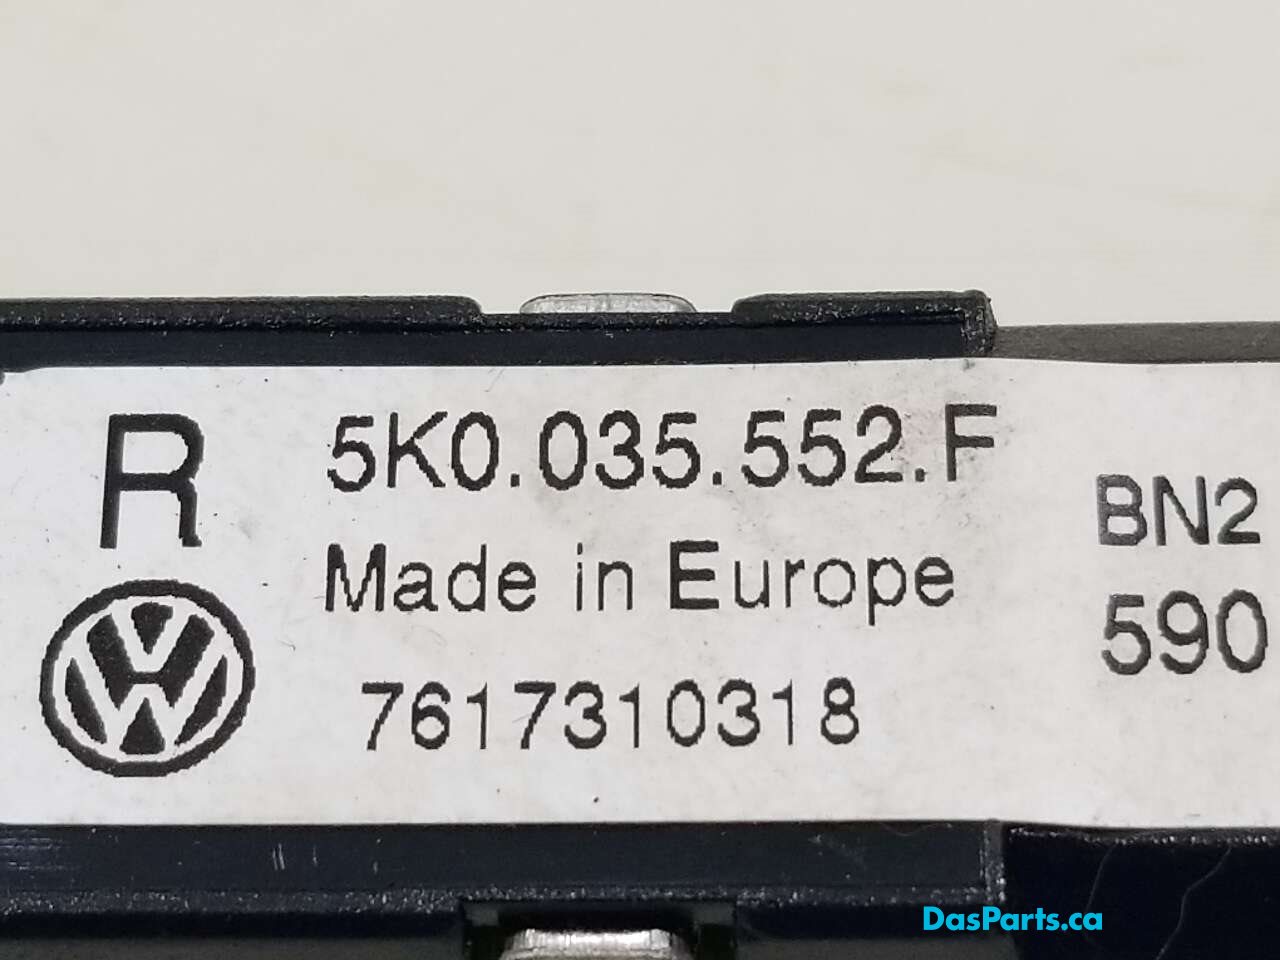 R 5K0.035.552.F
BN2
Made in Europe
590
7617310318
DasParts.ca